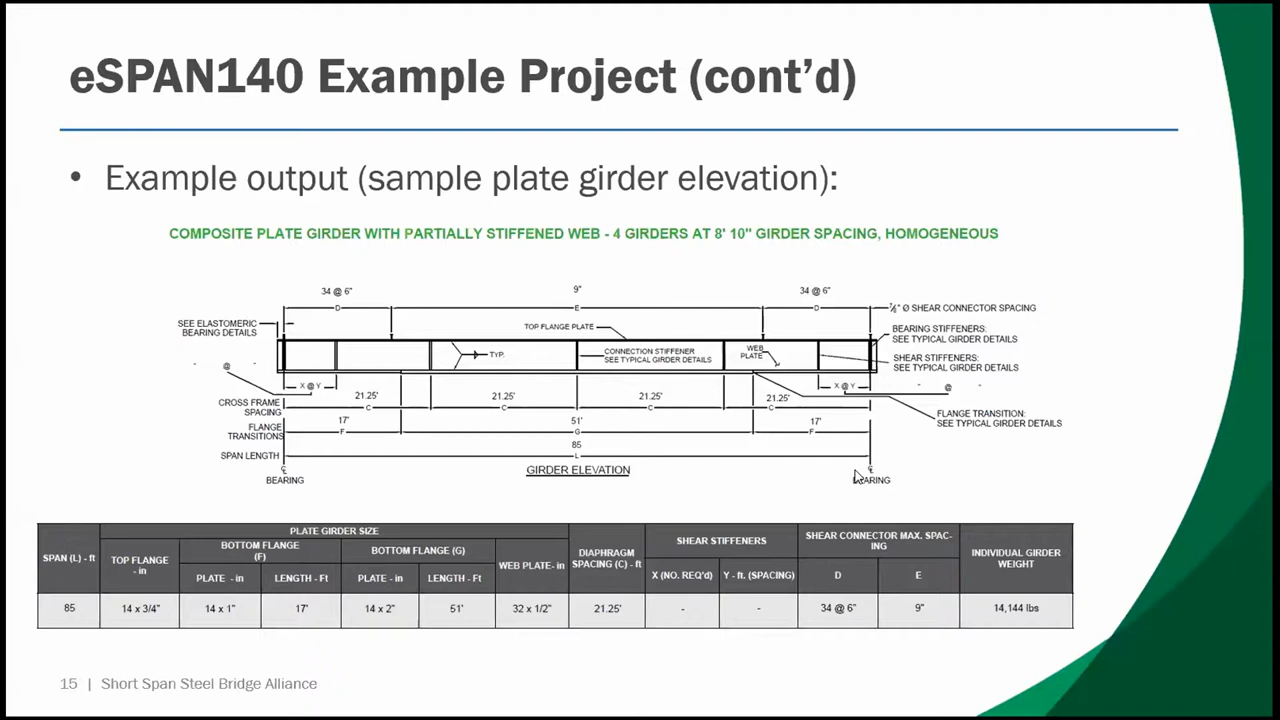 eSPAN140 Example Project (cont’d)
• Example output (sample plate girder elevation):
COMPOSITE PLATE GIRDER WITH PARTIALLY STIFFENED WEB - 4 GIRDERS AT 8' 10" GIRDER SPACING, HOMOGENEOUS
34 @ 6" 9" 34 @ 6"
D E D ⅞" Ø SHEAR CONNECTOR SPACING
SEE ELASTOMERIC
BEARING DETAILS
TOP FLANGE PLATE
BEARING STIFFENERS:
SEE TYPICAL GIRDER DETAILS
TYP.
CONNECTION STIFFENER
SEE TYPICAL GIRDER DETAILS
WEB
PLATE
SHEAR STIFFENERS:
SEE TYPICAL GIRDER DETAILS
- @ -
X @ Y X @ Y - @ -
CROSS FRAME
SPACING
21.25' 21.25' 21.25' 21.25'
C C C C
FLANGE TRANSITION:
SEE TYPICAL GIRDER DETAILS
FLANGE
TRANSITIONS
17' 51' 17'
F G F
85
SPAN LENGTH L
GIRDER ELEVATION
℄
BEARING
℄
BEARING
SPAN (L) - ft
PLATE GIRDER SIZE
TOP FLANGE
- in
BOTTOM FLANGE
(F)
PLATE - in LENGTH - Ft
BOTTOM FLANGE (G)
PLATE - in LENGTH - Ft
WEB PLATE- in
DIAPHRAGM
SPACING (C) - ft
SHEAR STIFFENERS
X (NO. REQ'd) Y - ft. (SPACING)
SHEAR CONNECTOR MAX. SPAC-
ING
D E
INDIVIDUAL GIRDER
WEIGHT
85 14 x 3/4" 14 x 1" 17' 14 x 2" 51' 32 x 1/2" 21.25' - - 34 @ 6" 9" 14,144 lbs
15 | Short Span Steel Bridge Alliance